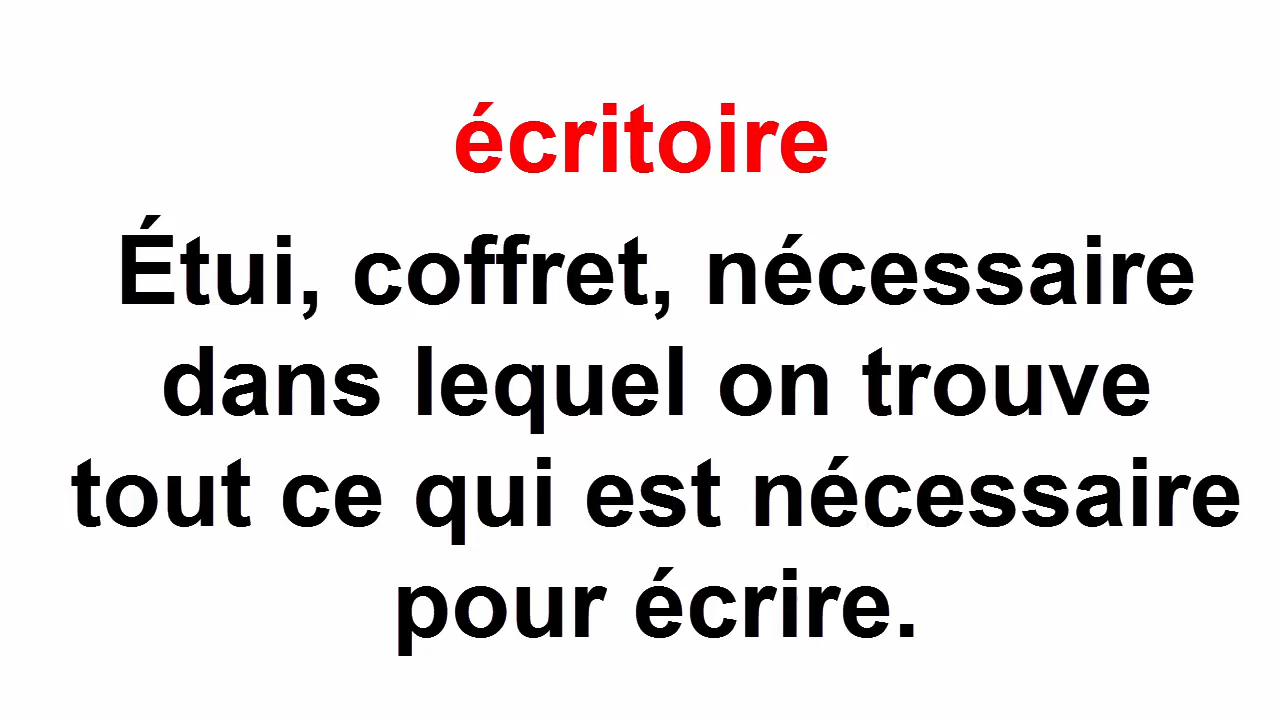 écritoire
Étui, coffret, nécessaire
dans lequel on trouve
tout ce qui est nécessaire
pour écrire.